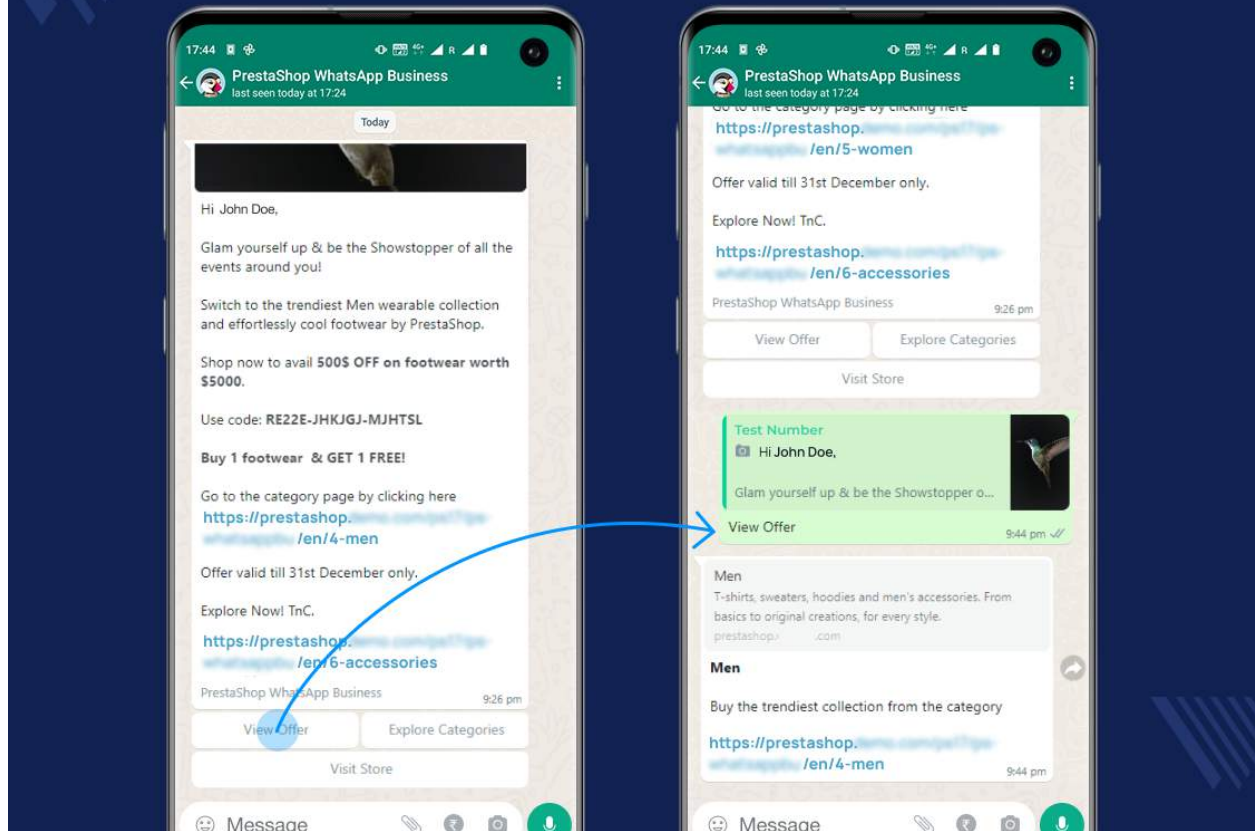 17:44
R
PrestaShop WhatsApp Business
last seen today at 17:24
Today
Hi John Doe,
Glam yourself up & be the Showstopper of all the
events around you!
Switch to the trendiest Men wearable collection
and effortlessly cool footwear by PrestaShop.
Shop now to avail 500$ OFF on footwear worth
$5000.
Use code: RE22E-JHKJGJ-MJHTSL
Buy 1 footwear & GET 1 FREE!
Go to the category page by clicking here
https://prestashop.
/en/4-men
Offer valid till 31st December only.
Explore Now! TnC.
https://prestashop.
/en/6-accessories
PrestaShop WhatsApp Business
9:26 pm
View Offer
Explore Categories
Visit Store
Message
17:44
R
PrestaShop WhatsApp Business
last seen today at 17:24
Go to the category page by clicking here
https://prestashop.
/en/5-women
Offer valid till 31st December only.
Explore Now! TnC.
https://prestashop.
/en/6-accessories
PrestaShop WhatsApp Business
9:26 pm
View Offer
Explore Categories
Visit Store
Test Number
Hi John Doe,
Glam yourself up & be the Showstopper o...
View Offer
9:44 pm
Men
T-shirts, sweaters, hoodies and men's accessories. From
basics to original creations, for every style.
prestashop. .com
Men
Buy the trendiest collection from the category
https://prestashop.
/en/4-men
9:44 pm
Message